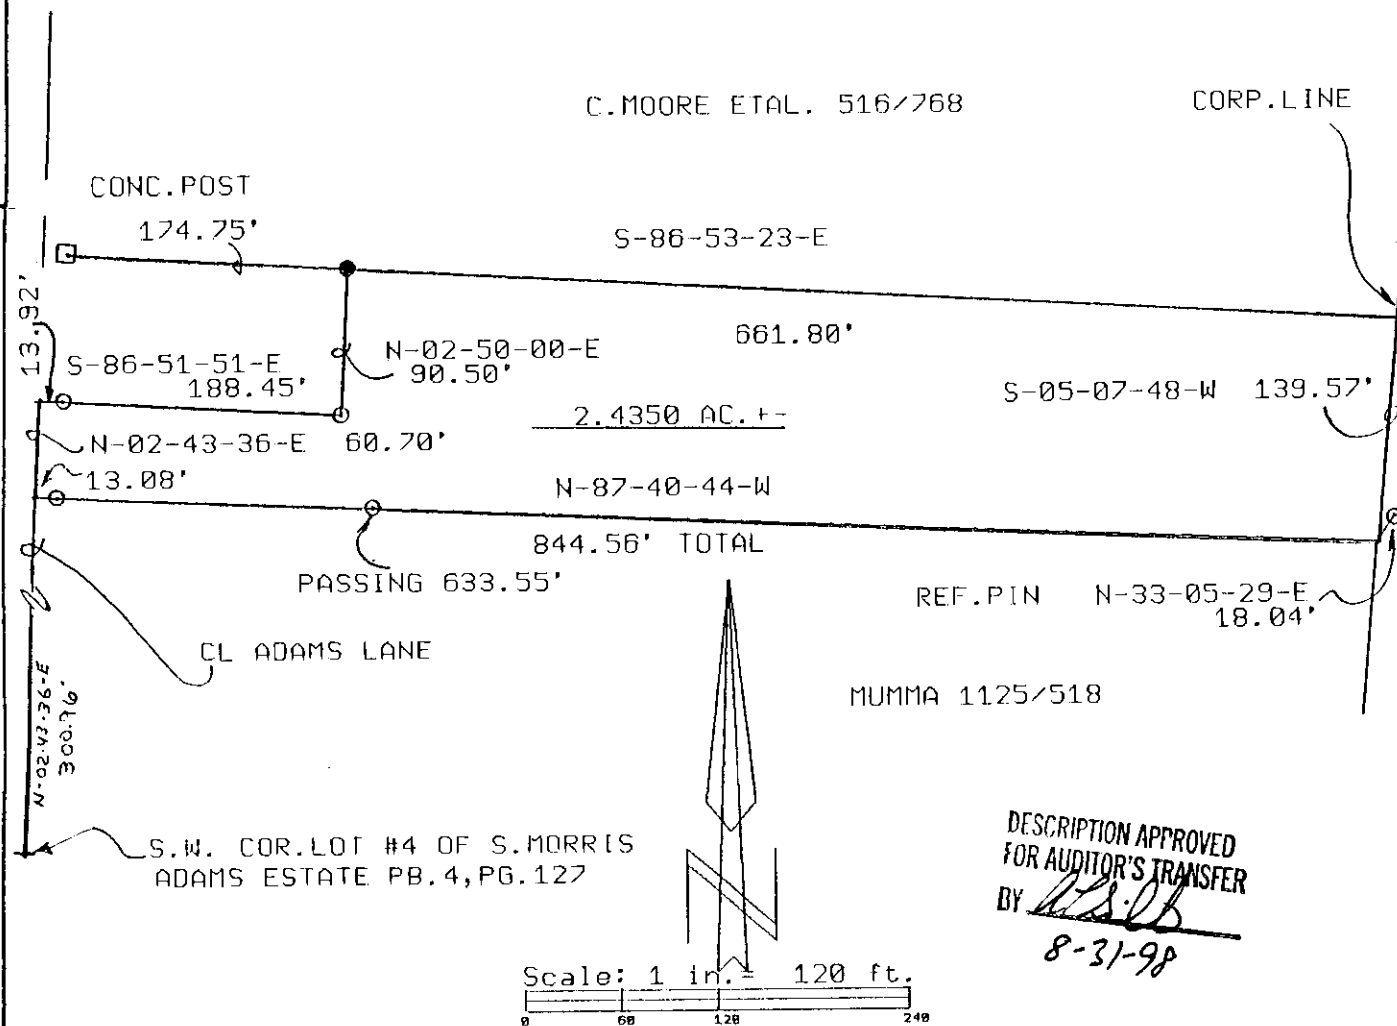 C.MOORE ETAL. 516/768
CORP.LINE
CONC.POST
174.75'
S-86-53-23-E
13.92'
661.80'
N-02-50-00-E
90.50'
S-86-51-51-E
188.45'
S-05-07-48-W 139.57'
2.4350 AC.+-
N-02-43-36-E 60.70'
13.08'
N-87-40-44-W
844.56' TOTAL
PASSING 633.55'
REF.PIN N-33-05-29-E
18.04'
CL ADAMS LANE
N-02-43-36-E
300.96'
MUMMA 1125/518
S.W. COR.LOT #4 OF S.MORRIS
ADAMS ESTATE PB.4,PG.127
DESCRIPTION APPROVED
FOR AUDITOR'S TRANSFER
BY
8-31-98
N
Scale: 1 in.= 120 ft.
0 60 120 240